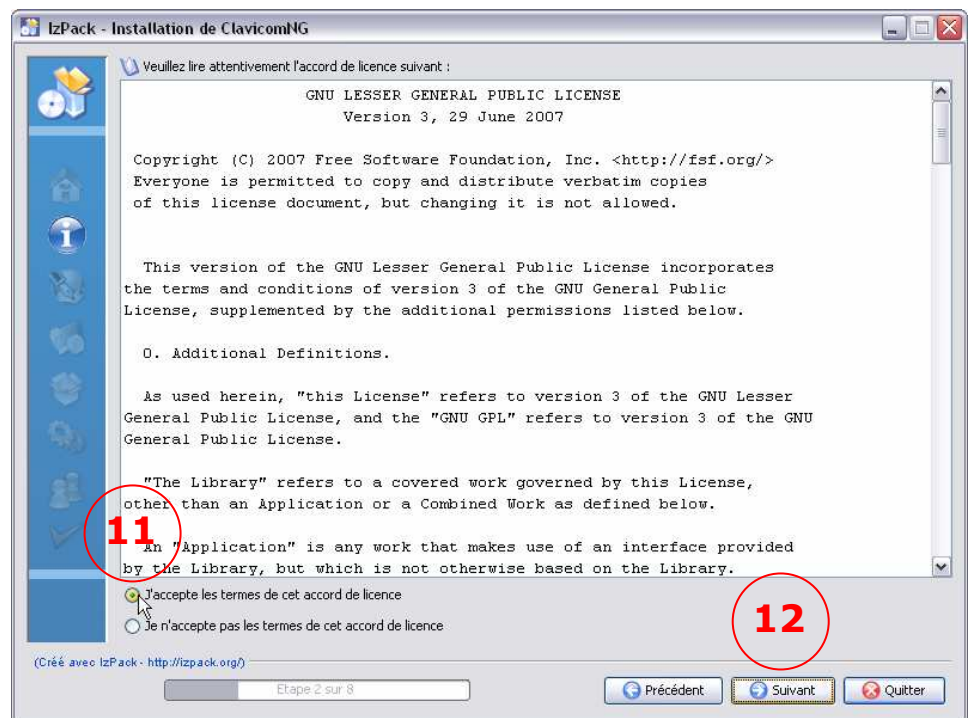 IzPack - Installation de ClavicomNG
Veuillez lire attentivement l'accord de licence suivant :
GNU LESSER GENERAL PUBLIC LICENSE
Version 3, 29 June 2007
Copyright (C) 2007 Free Software Foundation, Inc. <http://fsf.org/>
Everyone is permitted to copy and distribute verbatim copies
of this license document, but changing it is not allowed.
This version of the GNU Lesser General Public License incorporates
the terms and conditions of version 3 of the GNU General Public
License, supplemented by the additional permissions listed below.
0. Additional Definitions.
As used herein, "this License" refers to version 3 of the GNU Lesser
General Public License, and the "GNU GPL" refers to version 3 of the GNU
General Public License.
"The Library" refers to a covered work governed by this License,
other than an Application or a Combined Work as defined below.
11
An "Application" is any work that makes use of an interface provided
by the Library, but which is not otherwise based on the Library.
J'accepte les termes de cet accord de licence
Je n'accepte pas les termes de cet accord de licence
12
(Créé avec IzPack - http://izpack.org/)
Etape 2 sur 8
Précédent
Suivant
Quitter